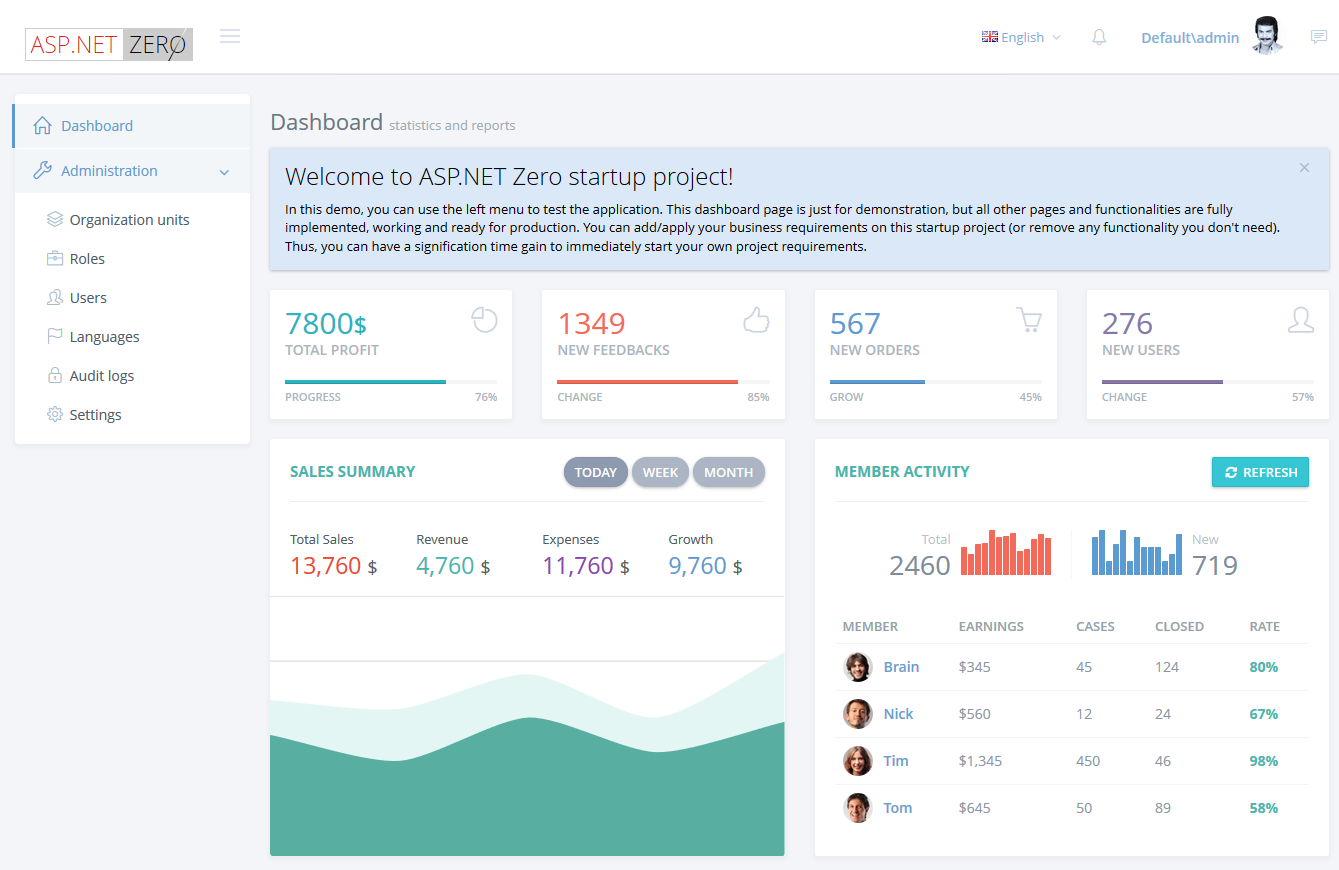 ASP.NET ZERO
English
Default\admin
Dashboard
Administration
Organization units
Roles
Users
Languages
Audit logs
Settings
Dashboard statistics and reports
Welcome to ASP.NET Zero startup project!
In this demo, you can use the left menu to test the application. This dashboard page is just for demonstration, but all other pages and functionalities are fully
implemented, working and ready for production. You can add/apply your business requirements on this startup project (or remove any functionality you don't need).
Thus, you can have a signification time gain to immediately start your own project requirements.
7800$
TOTAL PROFIT
PROGRESS 76%
1349
NEW FEEDBACKS
CHANGE 85%
567
NEW ORDERS
GROW 45%
276
NEW USERS
CHANGE 57%
SALES SUMMARY TODAY WEEK MONTH
Total Sales Revenue Expenses Growth
13,760 $ 4,760 $ 11,760 $ 9,760 $
MEMBER ACTIVITY REFRESH
Total New
2460 719
MEMBER EARNINGS CASES CLOSED RATE
Brain $345 45 124 80%
Nick $560 12 24 67%
Tim $1,345 450 46 98%
Tom $645 50 89 58%